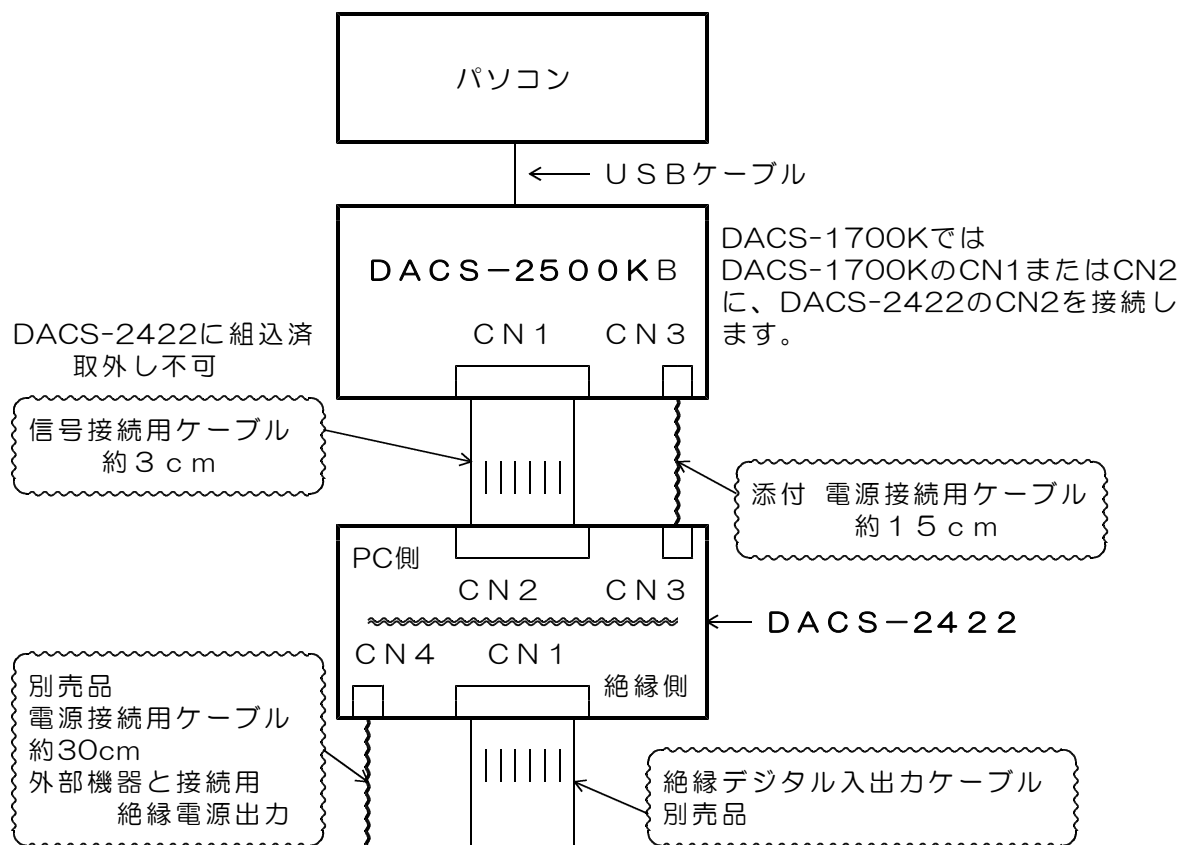 パソコン
USBケーブル
DACS-2500KB
CN1 CN3
DACS-1700Kでは
DACS-1700KのCN1またはCN2
に、DACS-2422のCN2を接続し
ます。
DACS-2422に組込済
取外し不可
信号接続用ケーブル
約3cm
添付 電源接続用ケーブル
約15cm
PC側
CN2 CN3
DACS-2422
CN4 CN1
絶縁側
別売品
電源接続用ケーブル
約30cm
外部機器と接続用
絶縁電源出力
絶縁デジタル入出力ケーブル
別売品